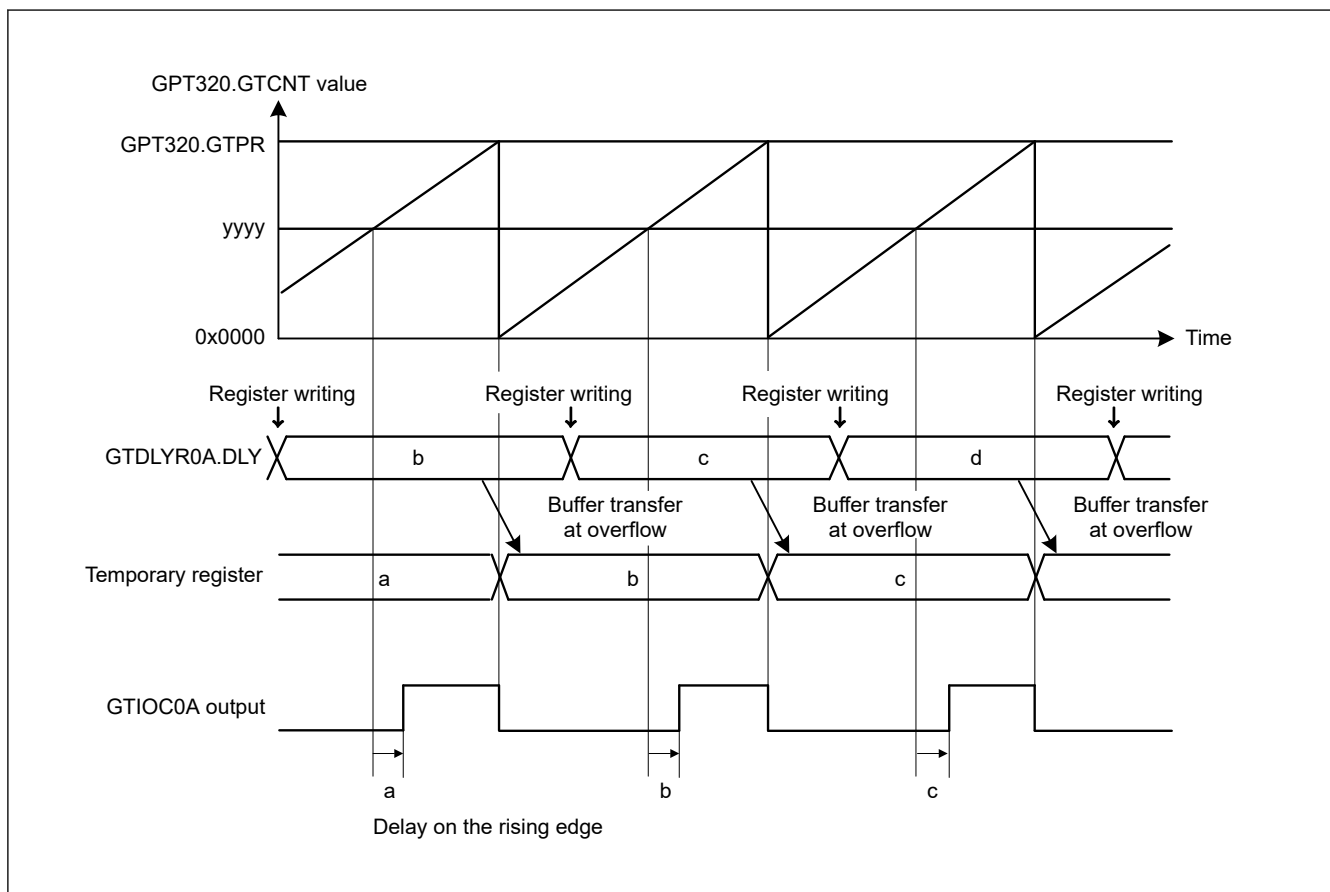 GPT320.GTCNT value
GPT320.GTPR
yyyy
0x0000
Time
Register writing
Register writing
Register writing
Register writing
GTDLYR0A.DLY
b
c
d
Buffer transfer
at overflow
Buffer transfer
at overflow
Buffer transfer
at overflow
Temporary register
a
b
c
GTIOC0A output
a
b
c
Delay on the rising edge